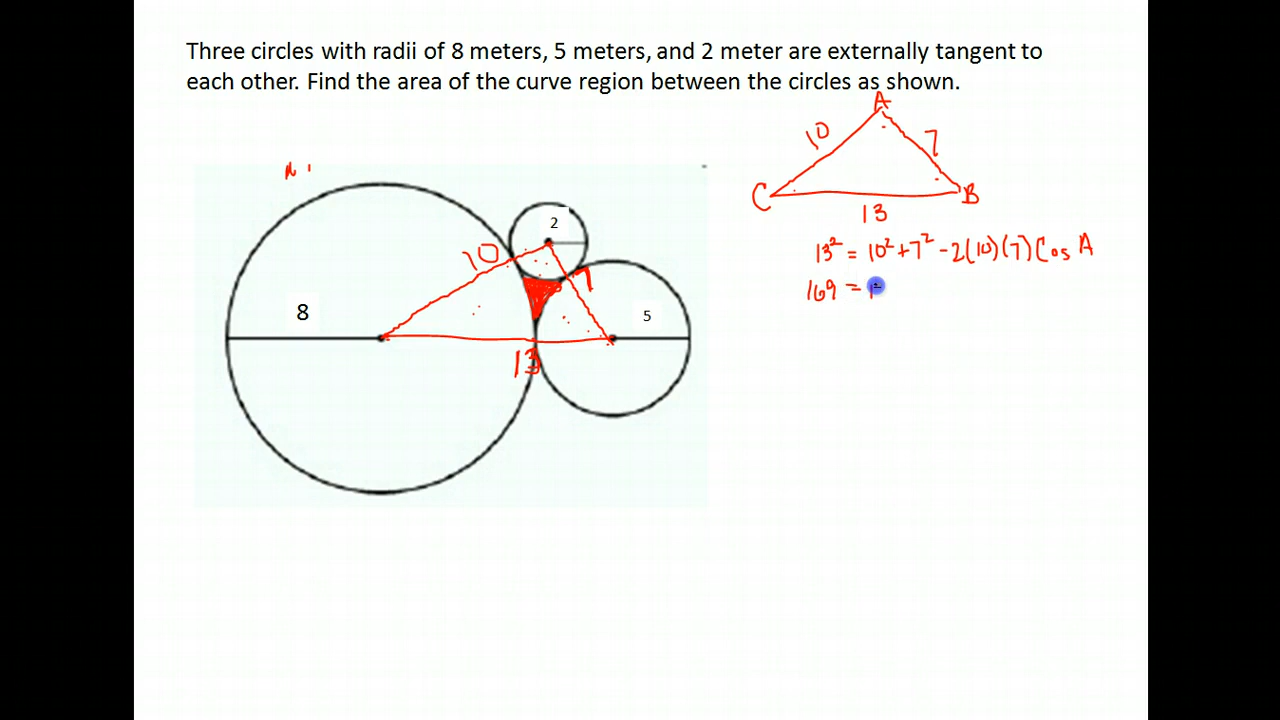 Three circles with radii of 8 meters, 5 meters, and 2 meter are externally tangent to
each other. Find the area of the curve region between the circles as shown.
A
10
7
C
B
13
2
10
7
8
5
13
13² = 10² + 7² - 2(10)(7) Cos A
169 =